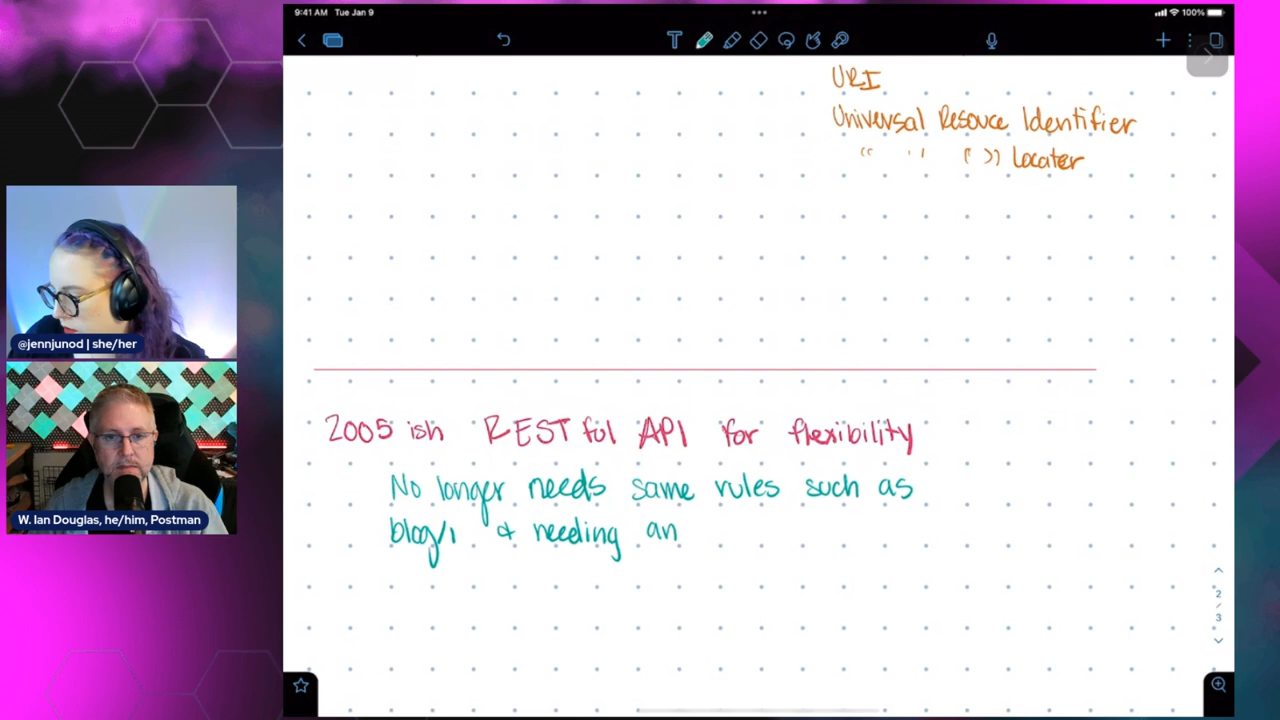 9:41 AM Tue Jan 9
100%
URI
Universal Resouce Identifier
“ " “ )) Locater
2005 ish RESTful API for flexibility
No longer needs same rules such as
blog/1 & needing an
2
/
3
@jennjunod | she/her
W. Ian Douglas, he/him, Postman